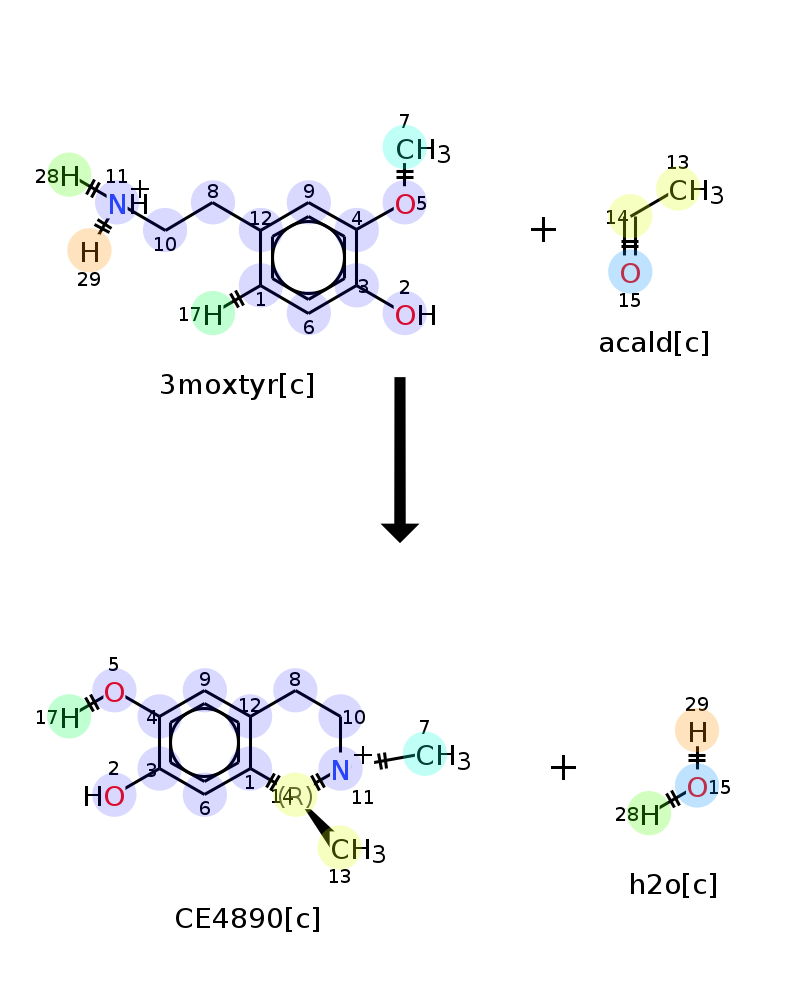 7
CH3
13
CH3
28H 11 + NH
8
9
O5
12
4
14
+
10
H
29
3
2
1
17H
OH
6
O
15
acald[c]
3moxtyr[c]
5
O
9
8
17H
4
12
10
29
H
7
CH3
+
N
11
+
O15
2
3
1
HO
6
14
(R)
28H
CH3
13
h2o[c]
CE4890[c]